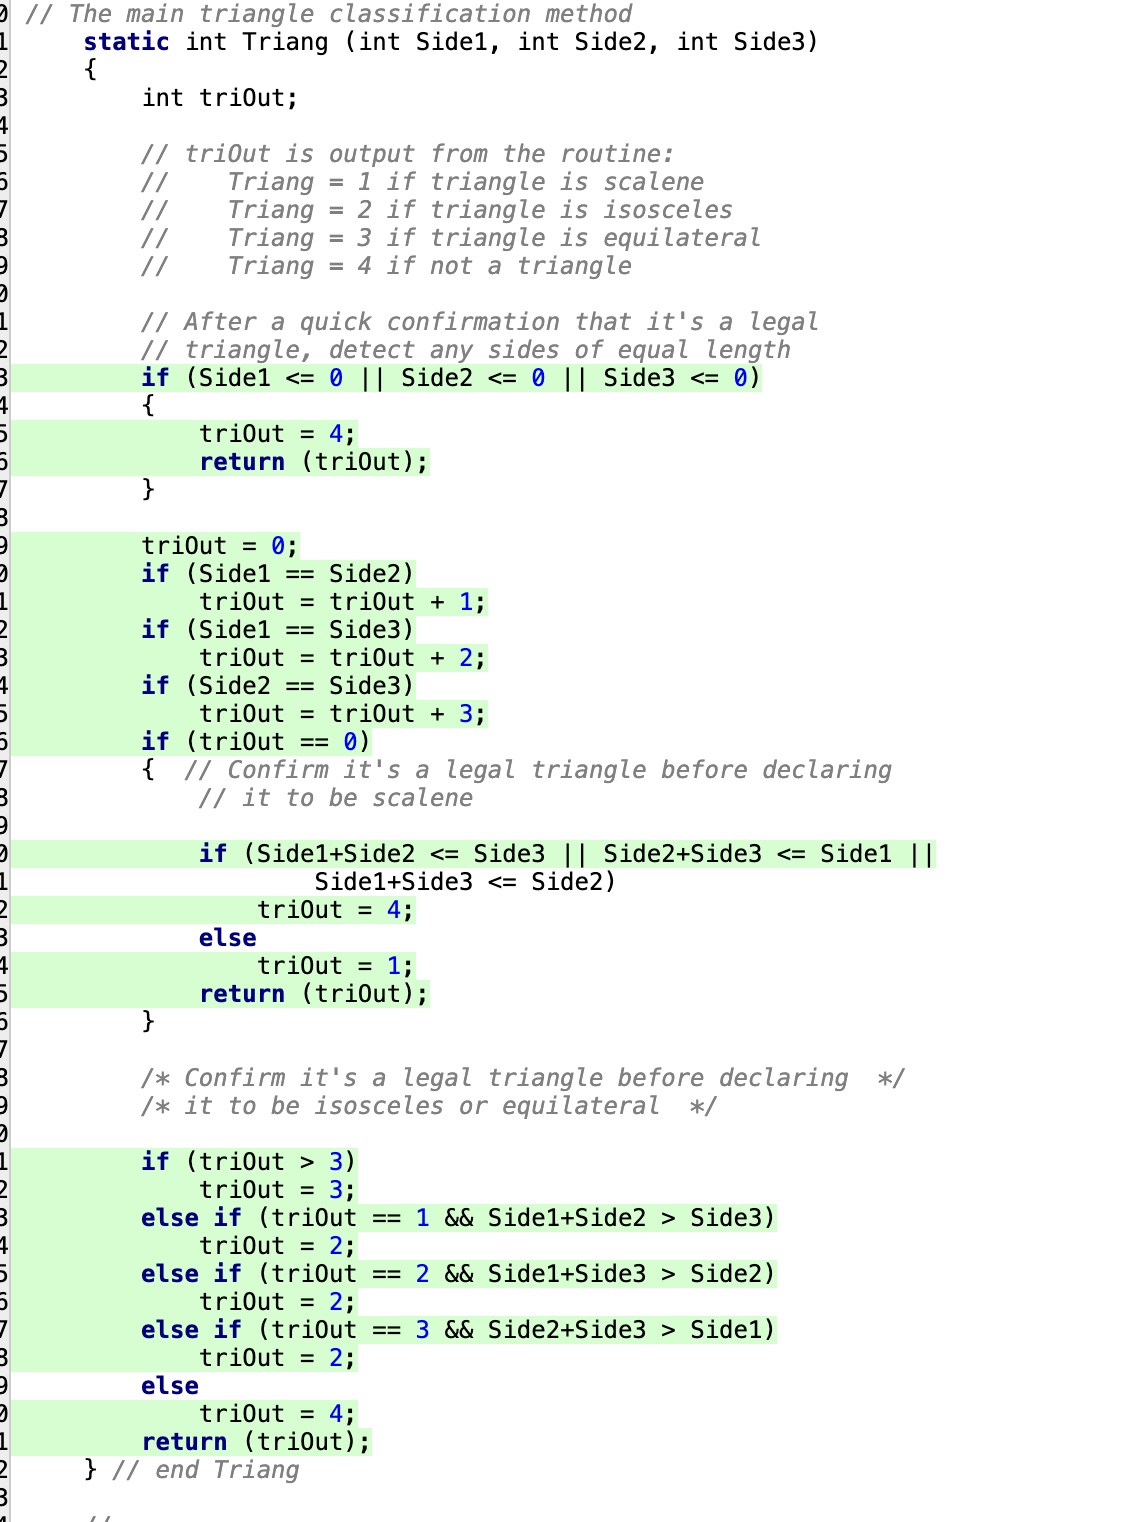 0 // The main triangle classification method
1 static int Triang (int Side1, int Side2, int Side3)
2 {
3 int triOut;
4
5 // triOut is output from the routine:
6 //    Triang = 1 if triangle is scalene
7 //    Triang = 2 if triangle is isosceles
8 //    Triang = 3 if triangle is equilateral
9 //    Triang = 4 if not a triangle
0
1 // After a quick confirmation that it's a legal
2 // triangle, detect any sides of equal length
3 if (Side1 <= 0 || Side2 <= 0 || Side3 <= 0)
4 {
5 triOut = 4;
6 return (triOut);
7 }
8
9 triOut = 0;
0 if (Side1 == Side2)
1 triOut = triOut + 1;
2 if (Side1 == Side3)
3 triOut = triOut + 2;
4 if (Side2 == Side3)
5 triOut = triOut + 3;
6 if (triOut == 0)
7 {  // Confirm it's a legal triangle before declaring
8 // it to be scalene
9
0 if (Side1+Side2 <= Side3 || Side2+Side3 <= Side1 ||
1 Side1+Side3 <= Side2)
2 triOut = 4;
3 else
4 triOut = 1;
5 return (triOut);
6 }
7
8 /* Confirm it's a legal triangle before declaring  */
9 /* it to be isosceles or equilateral  */
0
1 if (triOut > 3)
2 triOut = 3;
3 else if (triOut == 1 && Side1+Side2 > Side3)
4 triOut = 2;
5 else if (triOut == 2 && Side1+Side3 > Side2)
6 triOut = 2;
7 else if (triOut == 3 && Side2+Side3 > Side1)
8 triOut = 2;
9 else
0 triOut = 4;
1 return (triOut);
2 } // end Triang
3